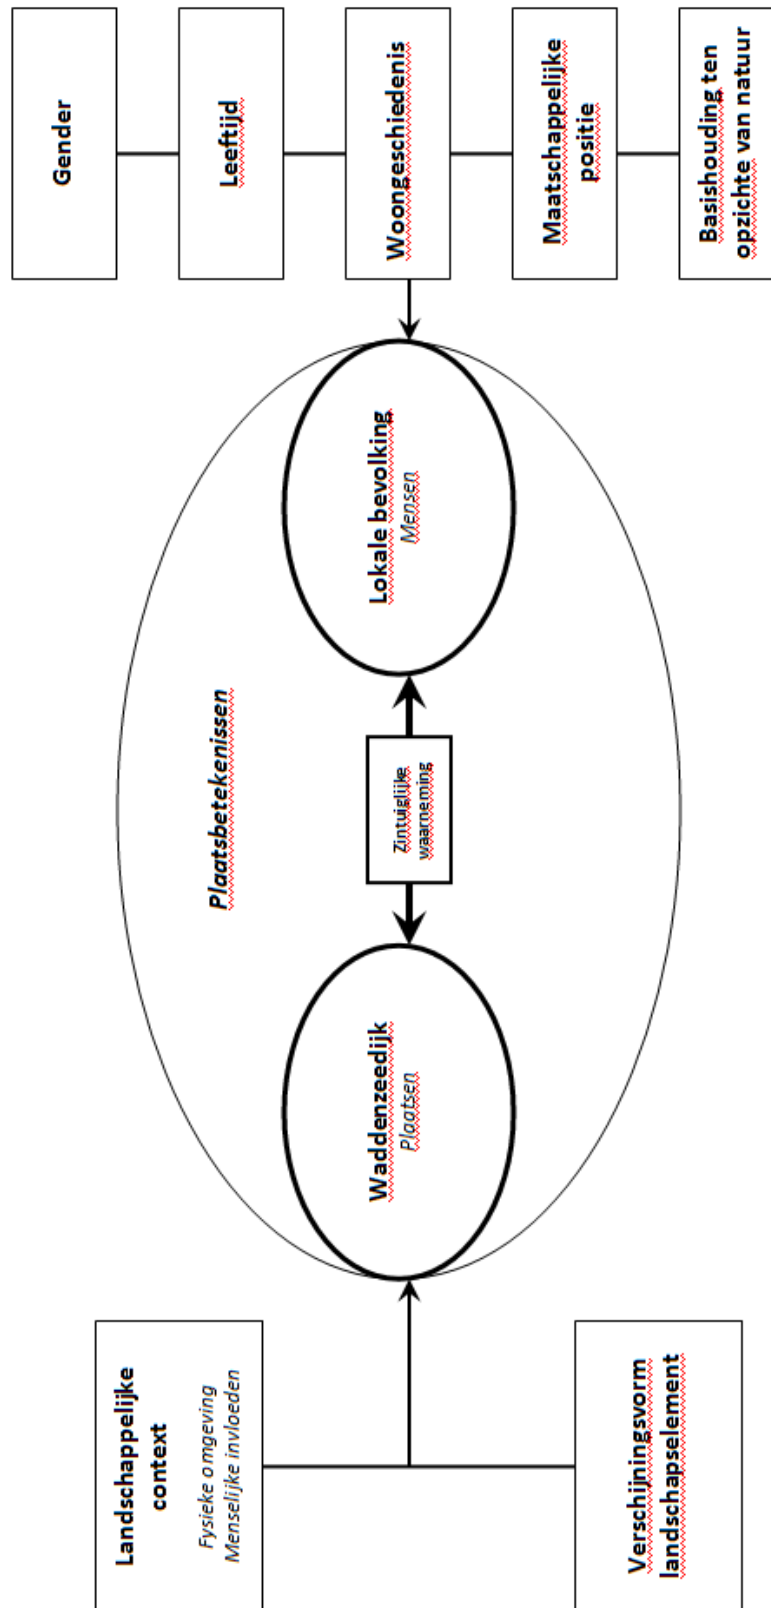 Landschappelijke
context
Fysieke omgeving
Menselijke invloeden
Verschijningsvorm
landschapselement
Plaatsbetekenissen
Waddenzeedijk
Plaatsen
Zintuiglijke
waarneming
Lokale bevolking
Mensen
Gender
Leeftijd
Woongeschiedenis
Maatschappelijke
positie
Basishouding ten
opzichte van natuur